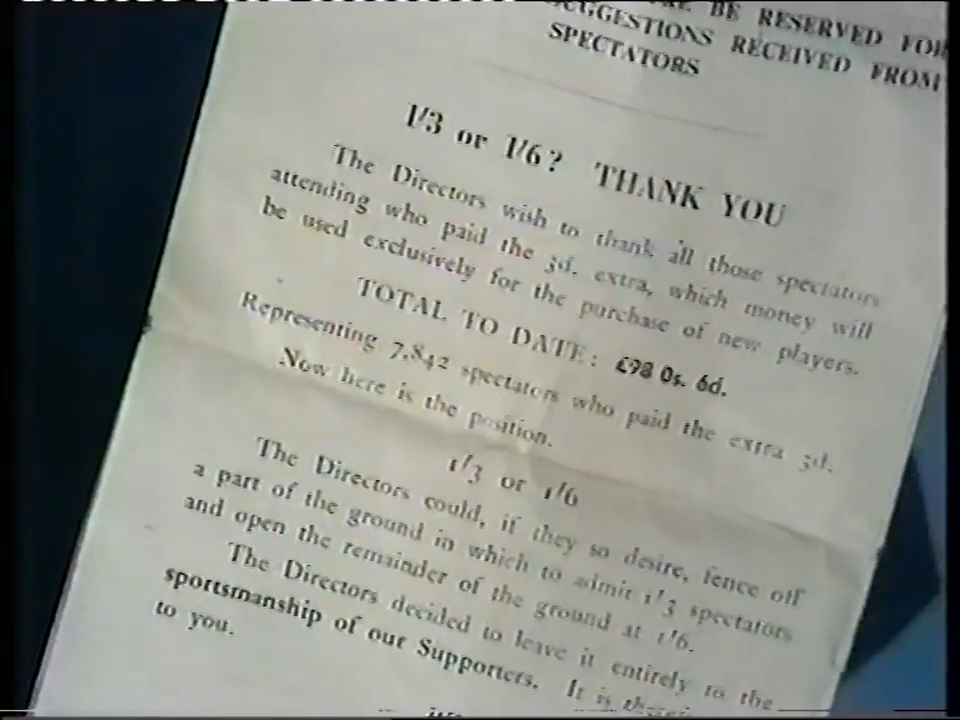 BE RESERVED FOR
SUGGESTIONS RECEIVED FROM
SPECTATORS
1/3 or 1/6? THANK YOU
The Directors wish to thank all those spectators
attending who paid the 3d. extra, which money will
be used exclusively for the purchase of new players.
TOTAL TO DATE: £98 0s. 6d.
Representing 7,842 spectators who paid the extra 3d.
Now here is the position.
1/3 or 1/6
The Directors could, if they so desire, fence off
a part of the ground in which to admit 1/3 spectators
and open the remainder of the ground at 1/6.
The Directors decided to leave it entirely to the
sportsmanship of our Supporters. It is
to you.